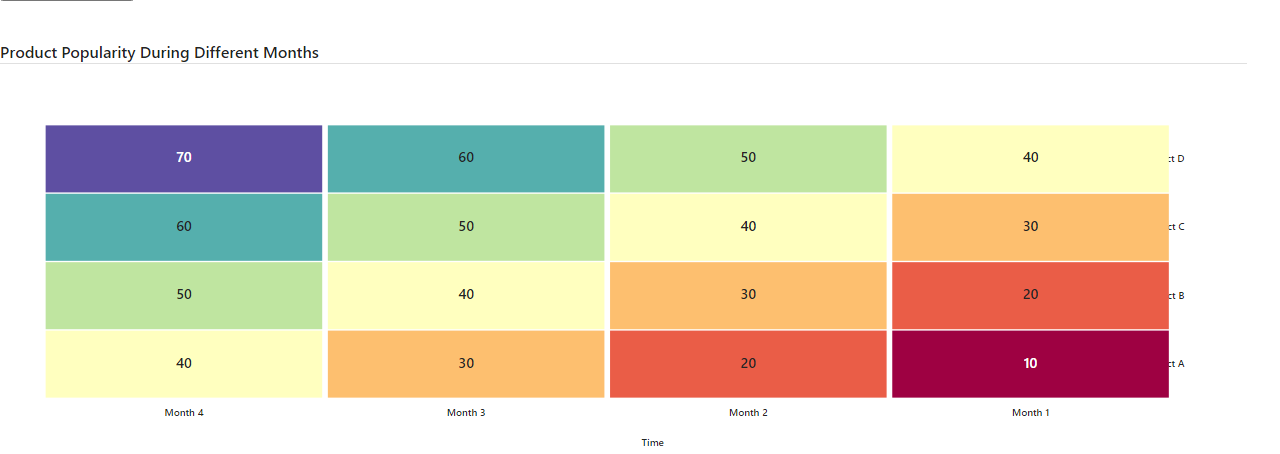 Product Popularity During Different Months
70 60 50 40 ct D
60 50 40 30 ct C
50 40 30 20 ct B
40 30 20 10 ct A
Month 4 Month 3 Month 2 Month 1
Time